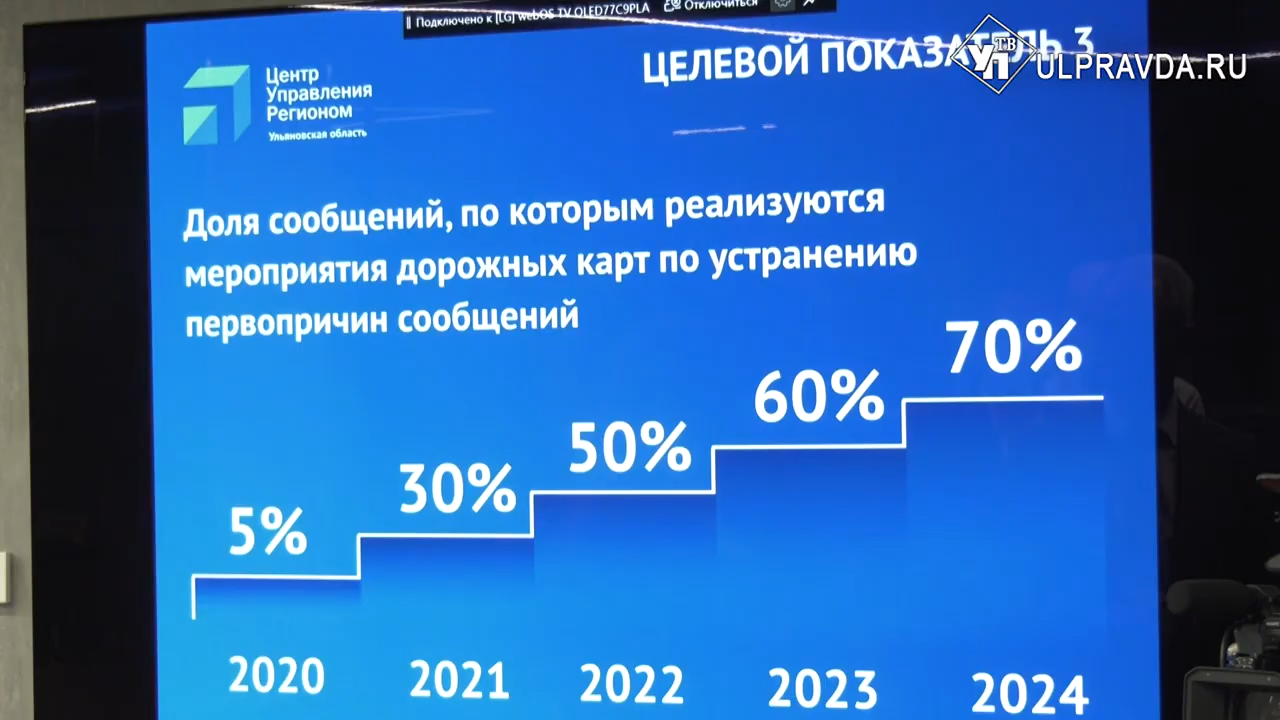 Подключено к [LG] webOS TV OLED77C9PLA Отключиться
ЦЕЛЕВОЙ ПОКАЗАТЕЛЬ 3
УП ТВ ULPRAVDA.RU
Центр
Управления
Регионом
Ульяновская область
Доля сообщений, по которым реализуются
мероприятия дорожных карт по устранению
первопричин сообщений
5% 30% 50% 60% 70%
2020 2021 2022 2023 2024